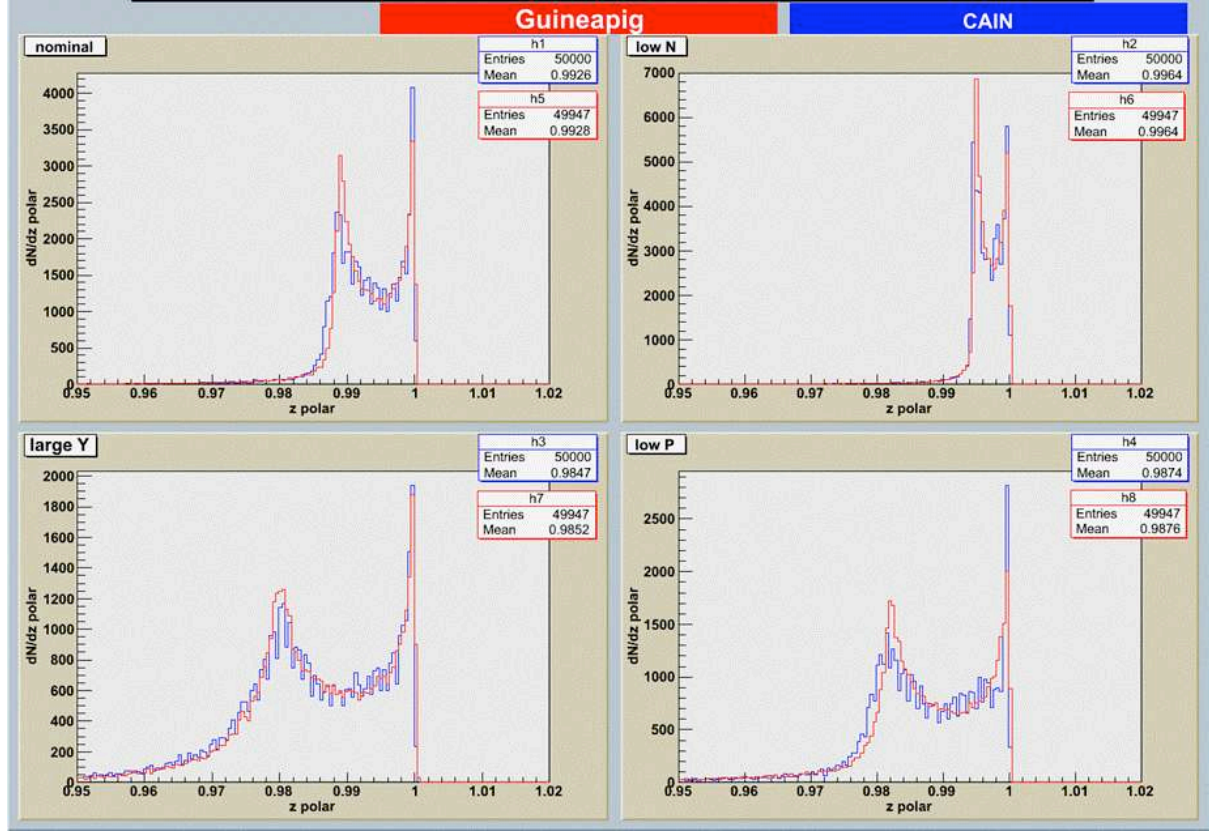 Guineapig CAIN
nominal
h1
Entries 50000
Mean 0.9926
h5
Entries 49947
Mean 0.9928
4000
3500
3000
2500
2000
1500
1000
500
0
dN/dz polar
0.95 0.96 0.97 0.98 0.99 1 1.01 1.02
z polar
low N
h2
Entries 50000
Mean 0.9964
h6
Entries 49947
Mean 0.9964
7000
6000
5000
4000
3000
2000
1000
0
dN/dz polar
0.95 0.96 0.97 0.98 0.99 1 1.01 1.02
z polar
large Y
h3
Entries 50000
Mean 0.9847
h7
Entries 49947
Mean 0.9852
2000
1800
1600
1400
1200
1000
800
600
400
200
0
dN/dz polar
0.95 0.96 0.97 0.98 0.99 1 1.01 1.02
z polar
low P
h4
Entries 50000
Mean 0.9874
h8
Entries 49947
Mean 0.9876
2500
2000
1500
1000
500
0
dN/dz polar
0.95 0.96 0.97 0.98 0.99 1 1.01 1.02
z polar